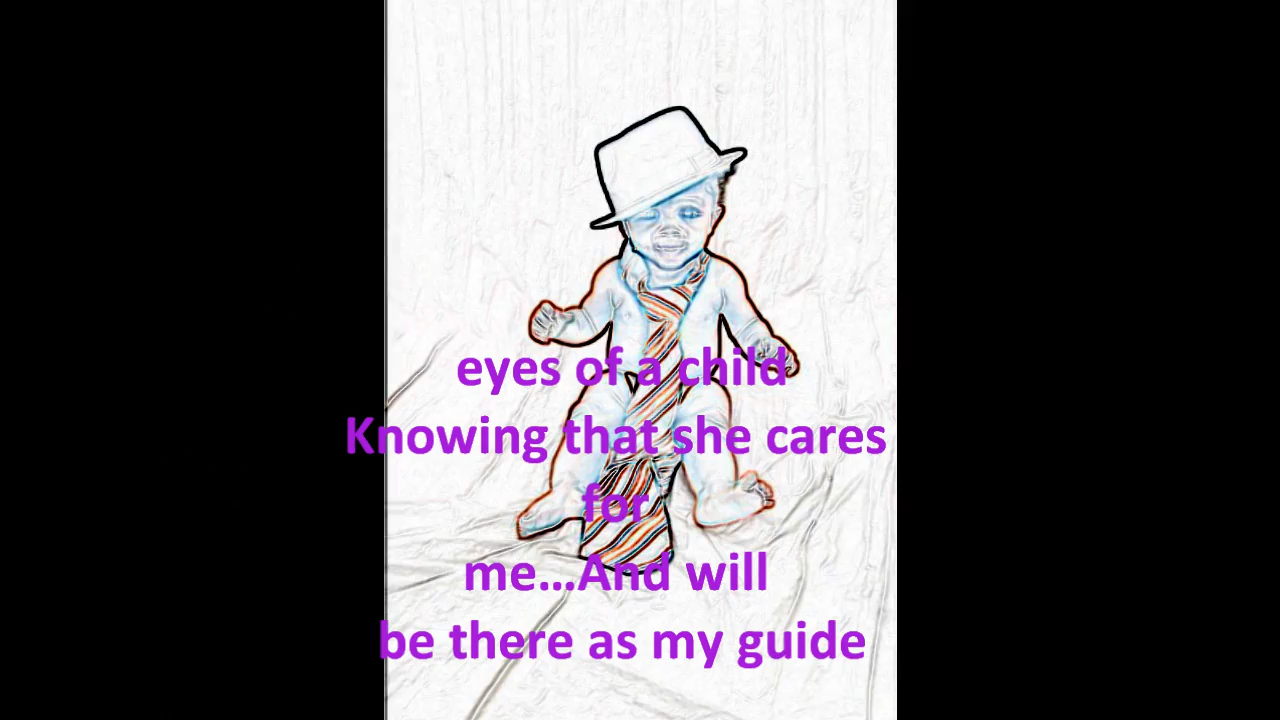 eyes of a child
Knowing that she cares
for
me...And will
be there as my guide